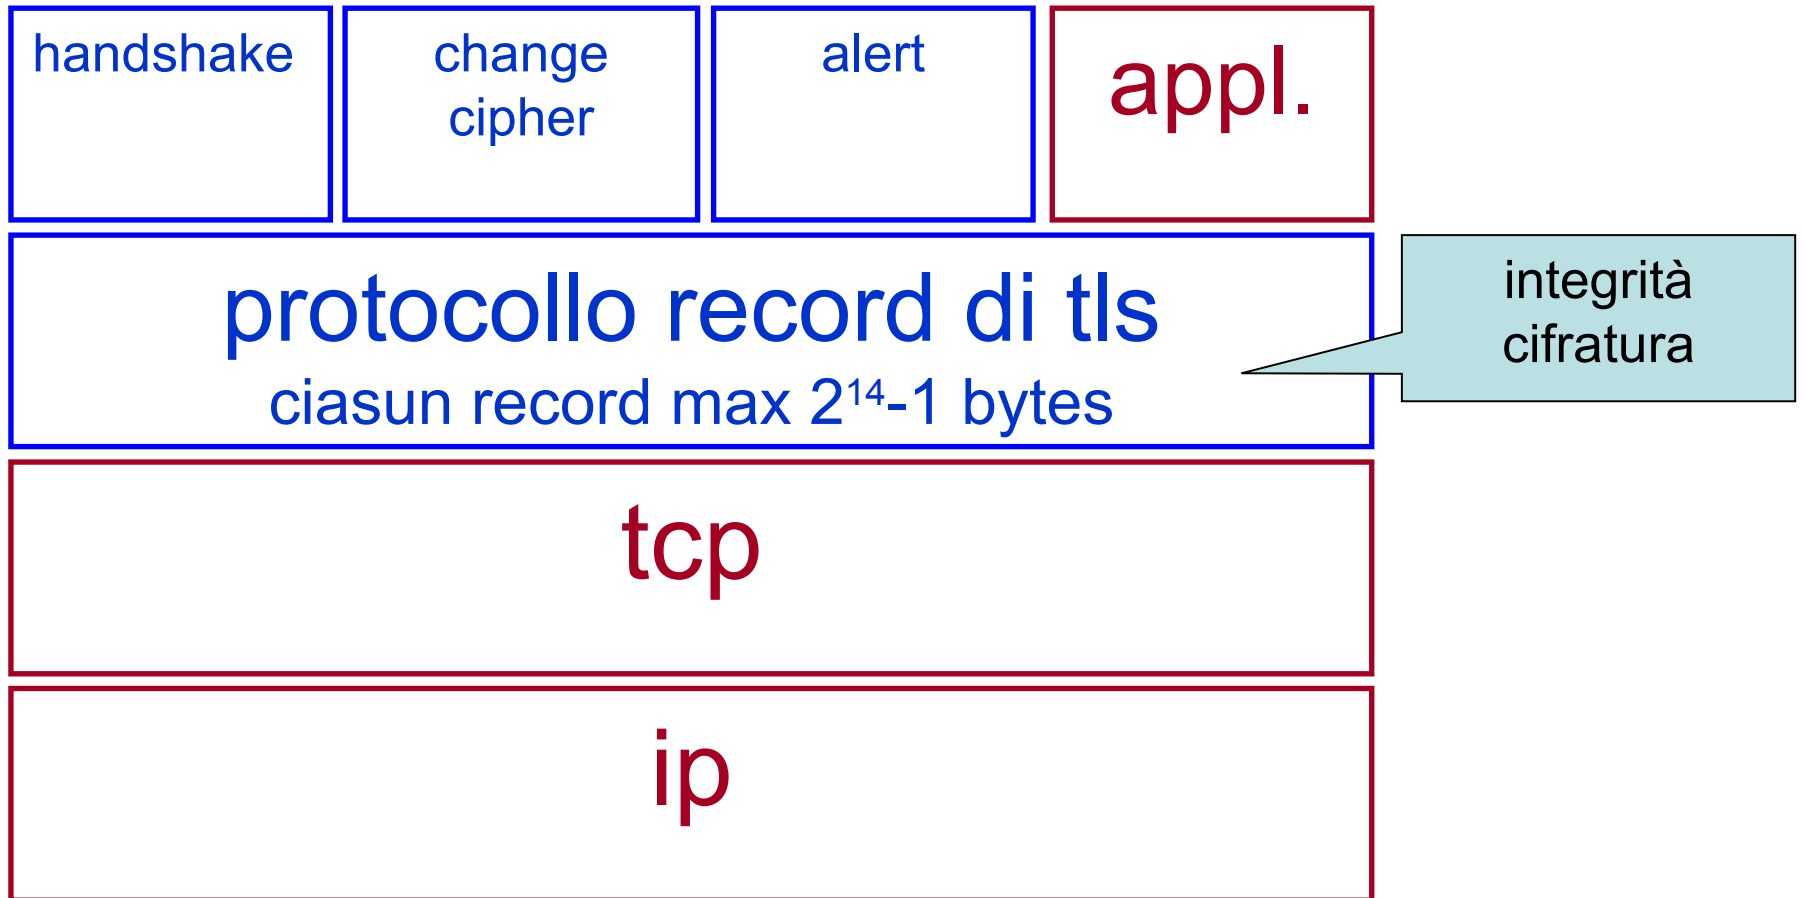 handshake
change
cipher
alert
appl.
protocollo record di tls
ciasun record max 2¹⁴-1 bytes
integrità
cifratura
tcp
ip